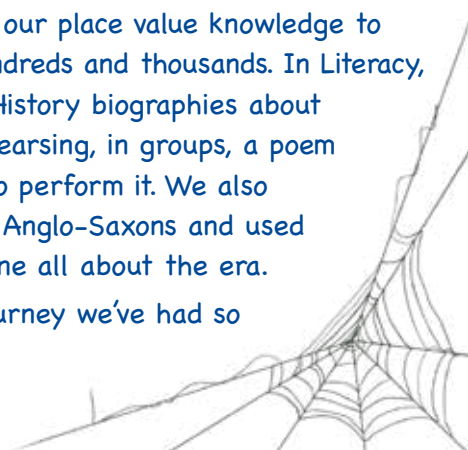 our place value knowledge to
ndreds and thousands. In Literacy,
History biographies about
earsing, in groups, a poem
o perform it. We also
Anglo-Saxons and used
ne all about the era.
urney we've had so